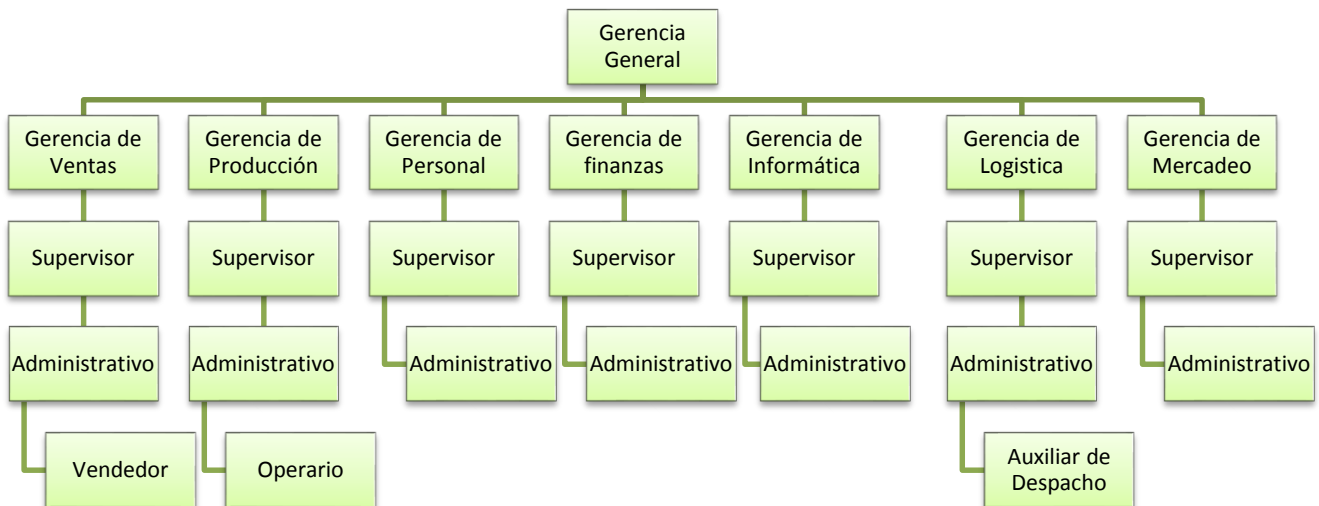 Gerencia
General
Gerencia de
Ventas
Gerencia de
Producción
Gerencia de
Personal
Gerencia de
finanzas
Gerencia de
Informática
Gerencia de
Logistica
Gerencia de
Mercadeo
Supervisor
Supervisor
Supervisor
Supervisor
Supervisor
Supervisor
Supervisor
Administrativo
Administrativo
Administrativo
Administrativo
Administrativo
Administrativo
Administrativo
Vendedor
Operario
Auxiliar de
Despacho